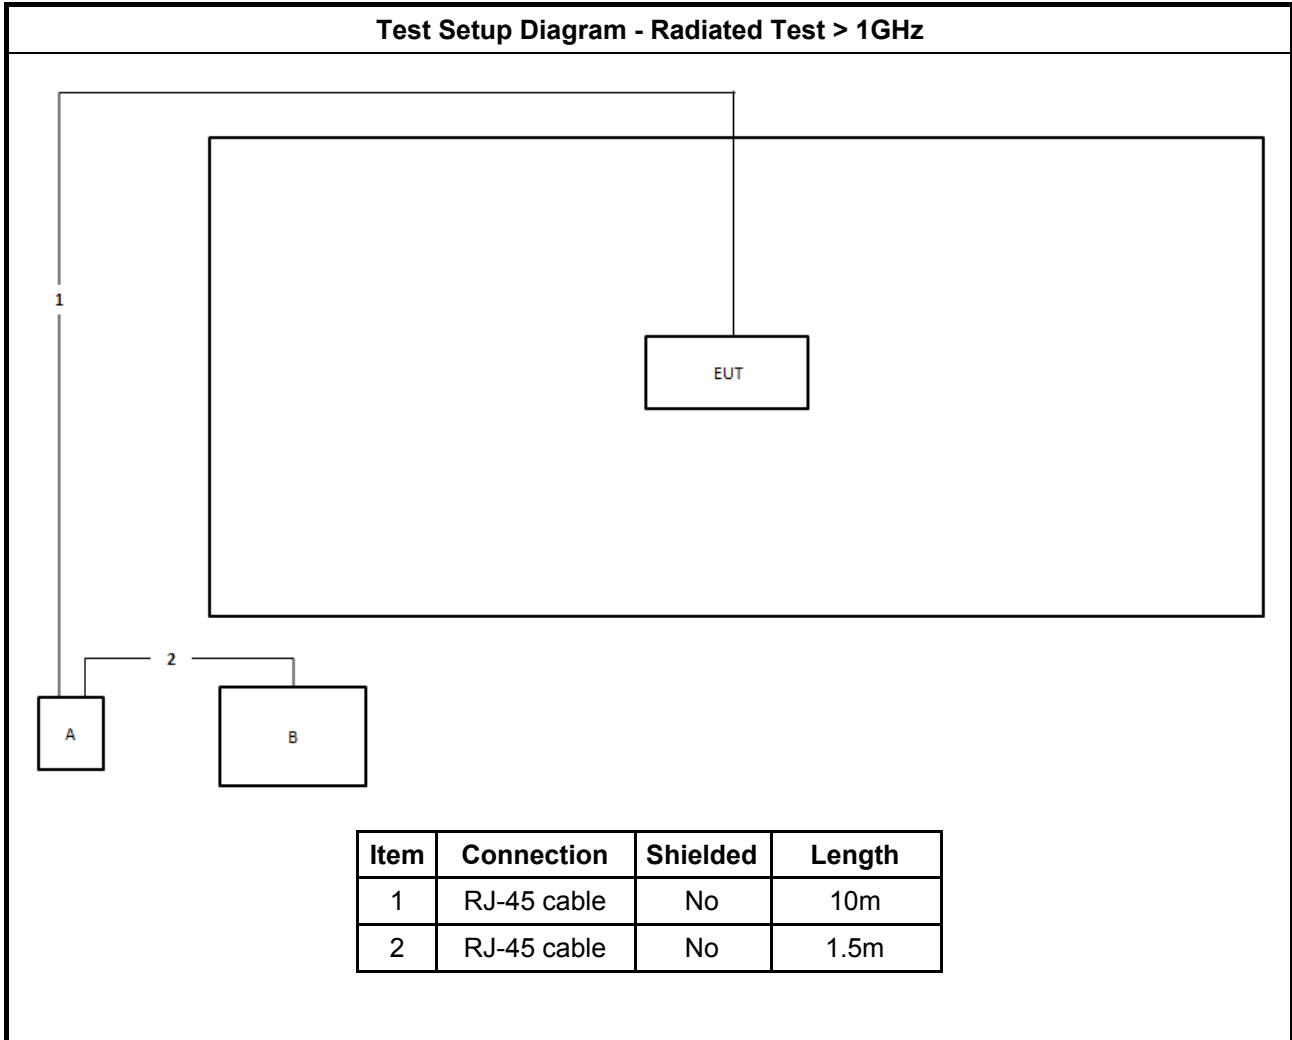 Test Setup Diagram - Radiated Test > 1GHz
1
EUT
2
A
B
Item Connection Shielded Length
1 RJ-45 cable No 10m
2 RJ-45 cable No 1.5m